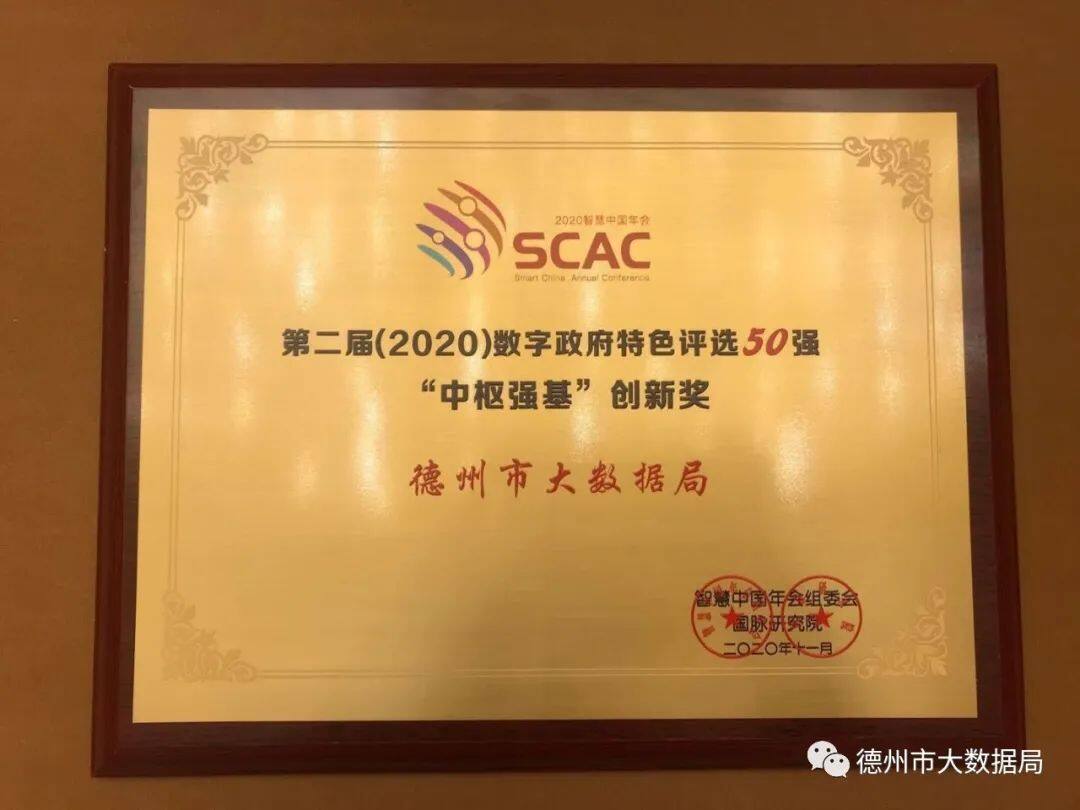 2020智慧中国年会
SCAC
Smart China Annual Conference
第二届(2020)数字政府特色评选50强
“中枢强基”创新奖
德州市大数据局
智慧中国年会组委会
国脉研究院
二〇二〇年十一月
德州市大数据局